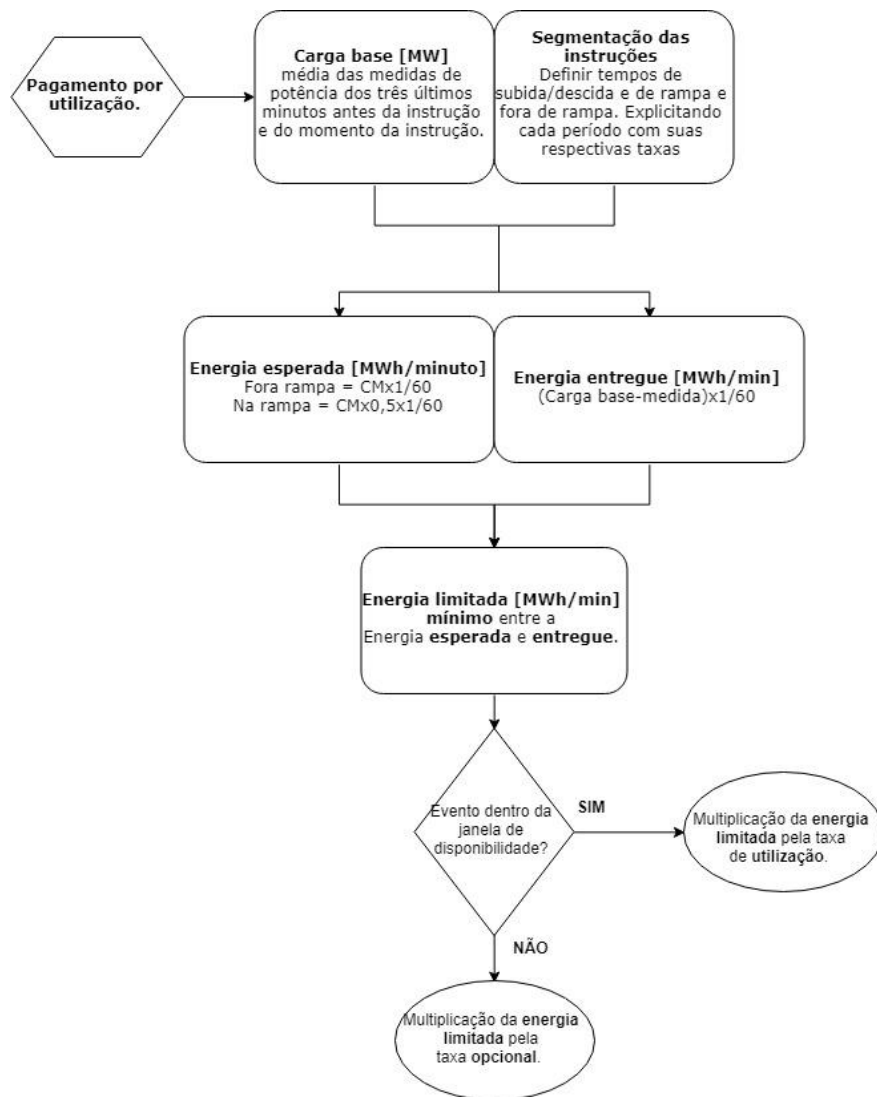 Pagamento por
utilização.
Carga base [MW]
média das medidas de
potência dos três últimos
minutos antes da instrução
e do momento da instrução.
Segmentação das
instruções
Definir tempos de
subida/descida e de rampa e
fora de rampa. Explicitando
cada período com suas
respectivas taxas
Energia esperada [MWh/minuto]
Fora rampa = CMx1/60
Na rampa = CMx0,5x1/60
Energia entregue [MWh/min]
(Carga base-medida)x1/60
Energia limitada [MWh/min]
mínimo entre a
Energia esperada e entregue.
Evento dentro da
janela de
disponibilidade?
SIM
Multiplicação da energia
limitada pela taxa
de utilização.
NÃO
Multiplicação da energia
limitada pela
taxa opcional.